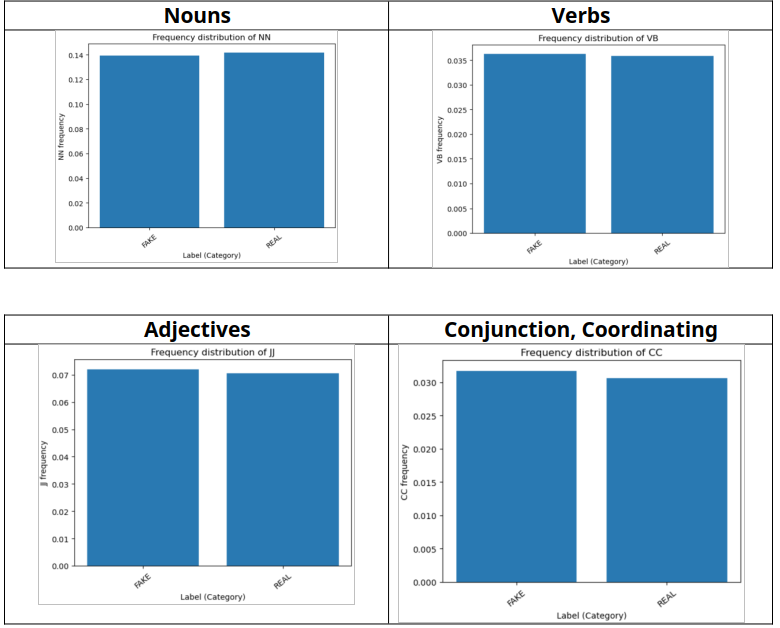 Nouns
Verbs
Frequency distribution of NN
0.14
0.12
0.10
0.08
0.06
0.04
0.02
0.00
NN frequency
FAKE
REAL
Label (Category)
Frequency distribution of VB
0.035
0.030
0.025
0.020
0.015
0.010
0.005
0.000
VB frequency
FAKE
REAL
Label (Category)
Adjectives
Conjunction, Coordinating
Frequency distribution of JJ
0.07
0.06
0.05
0.04
0.03
0.02
0.01
0.00
JJ frequency
FAKE
REAL
Label (Category)
Frequency distribution of CC
0.030
0.025
0.020
0.015
0.010
0.005
0.000
CC frequency
FAKE
REAL
Label (Category)